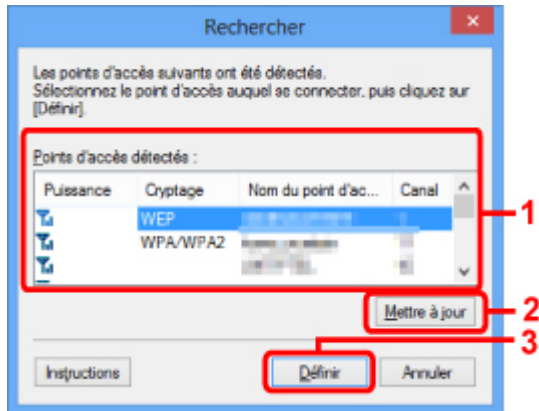 Rechercher
Les points d'accès suivants ont été détectés.
Sélectionnez le point d'accès auquel se connecter, puis cliquez sur
[Définir].
Points d'accès détectés :
Puissance Cryptage Nom du point d'ac... Canal
WEP
WPA/WPA2
1
Mettre à jour
2
3
Instructions Définir Annuler